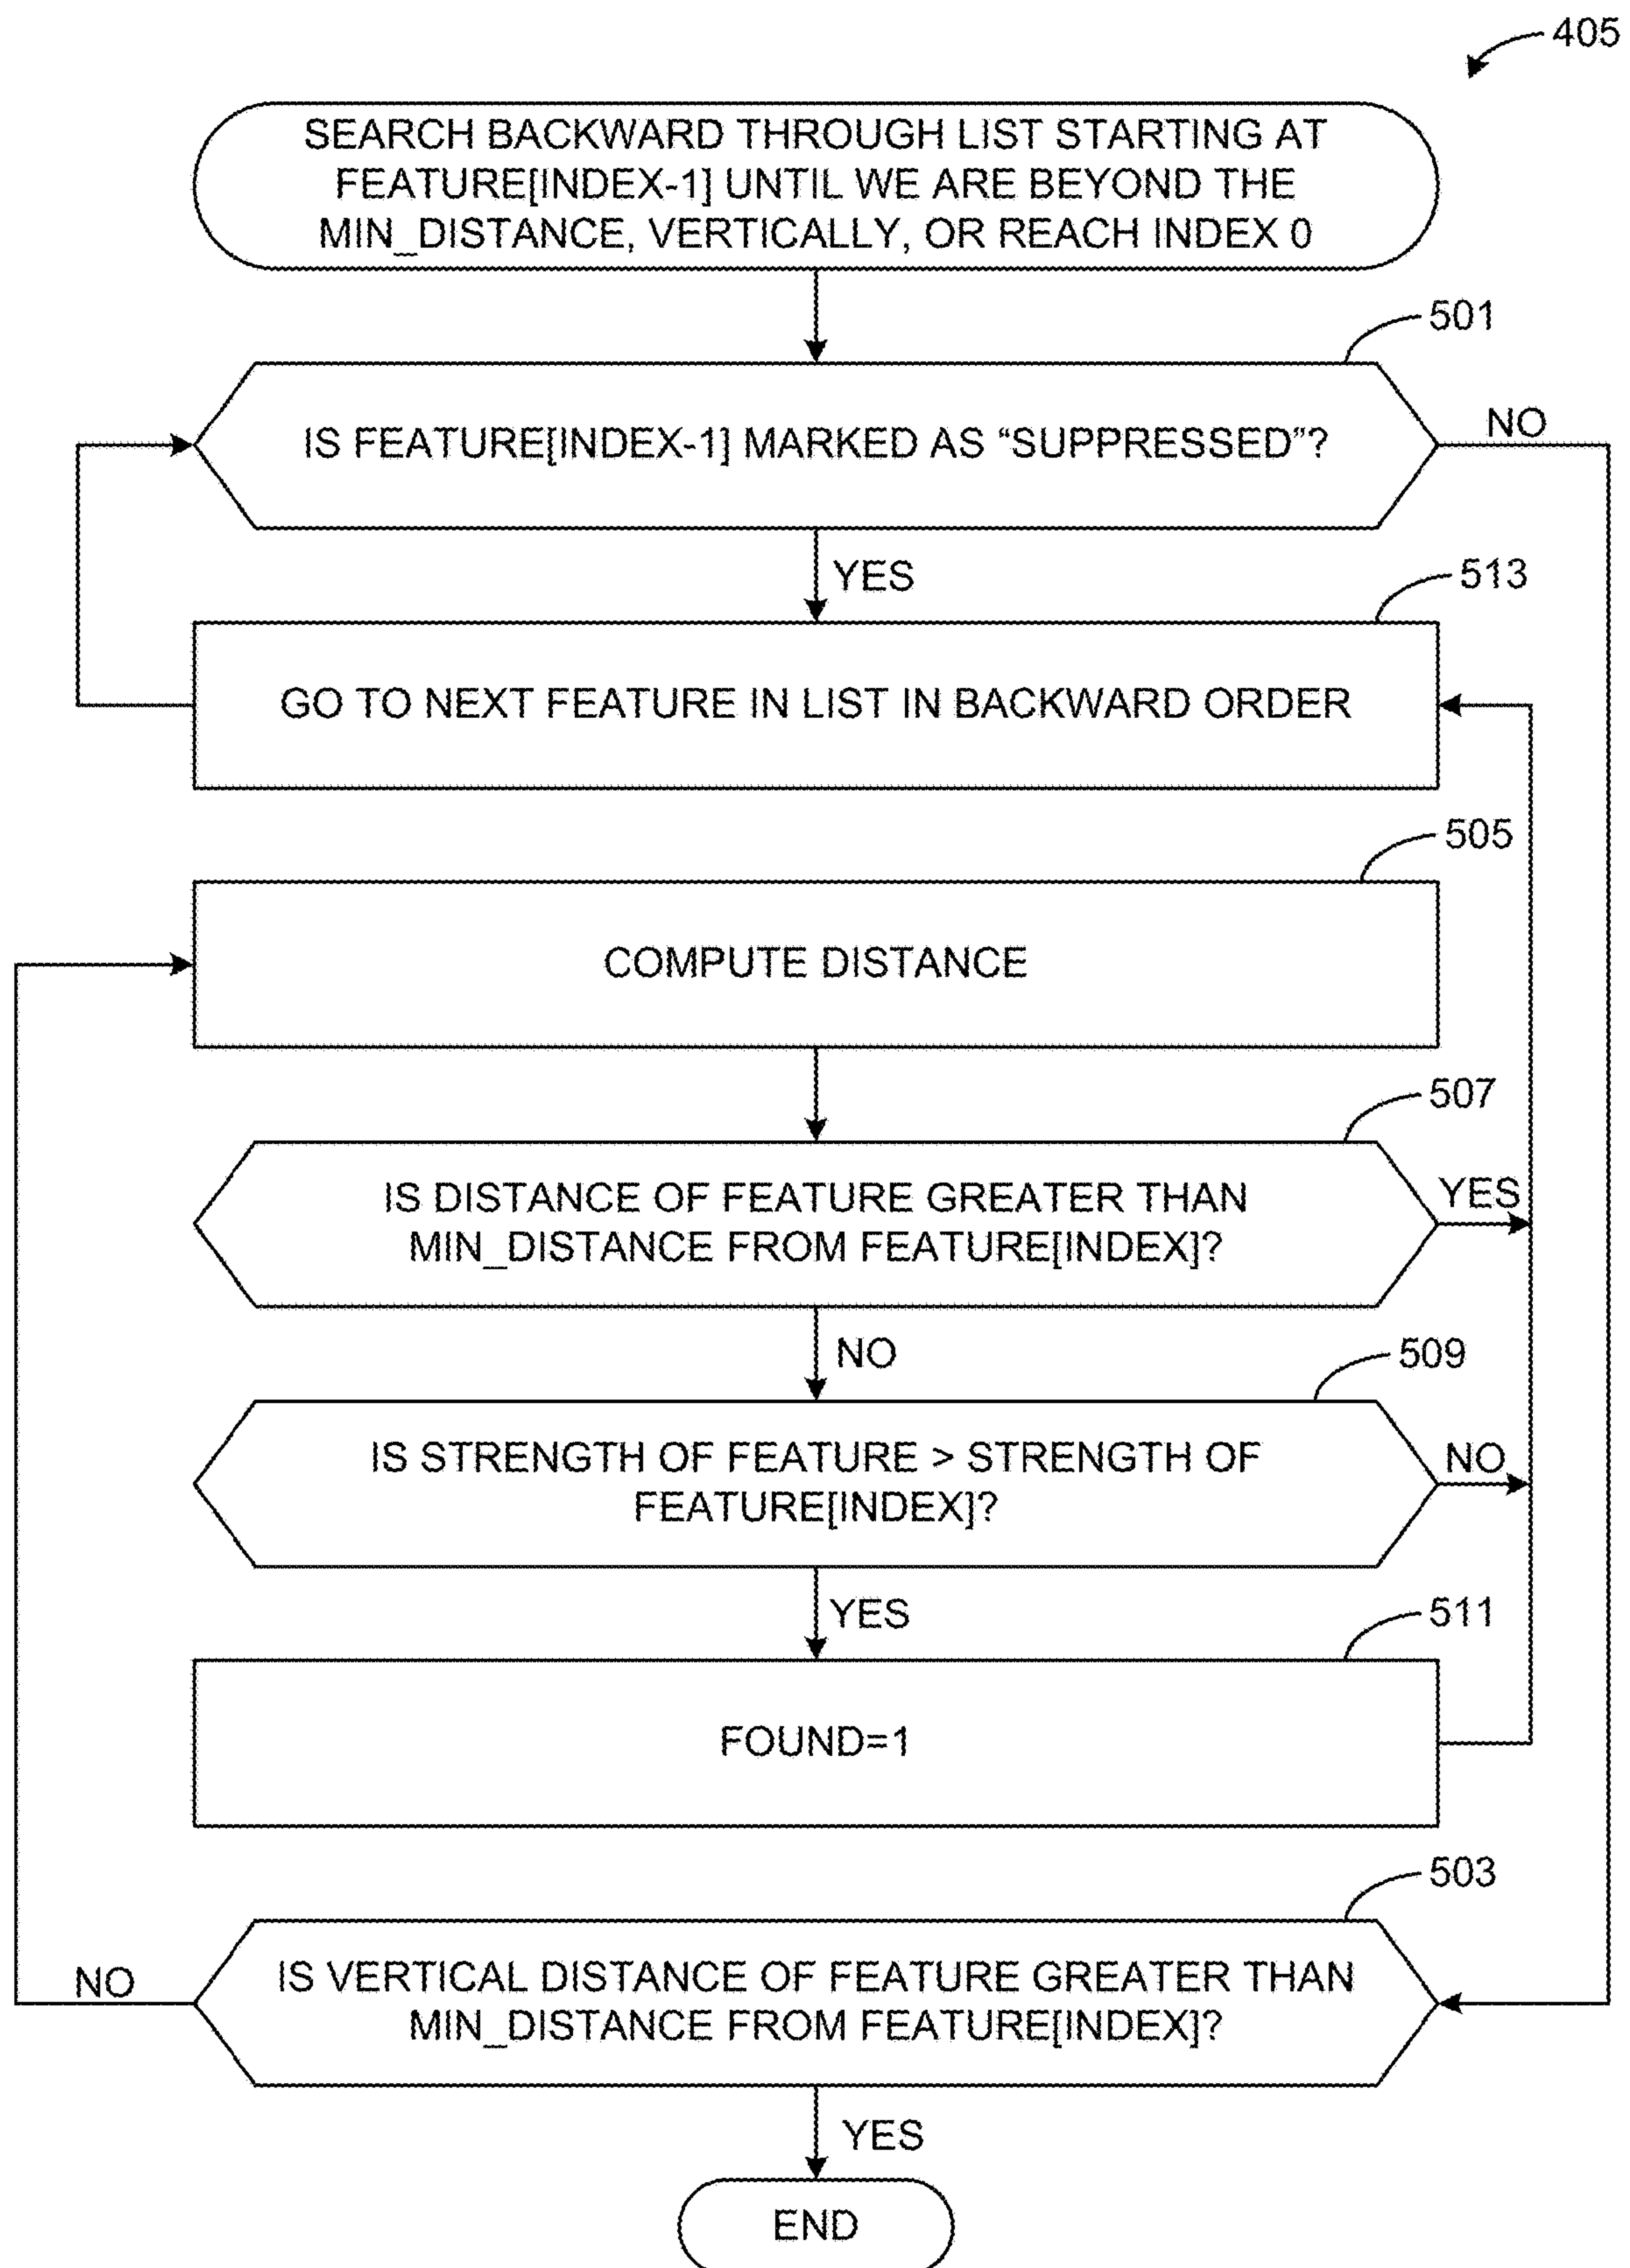 405
SEARCH BACKWARD THROUGH LIST STARTING AT
FEATURE[INDEX-1] UNTIL WE ARE BEYOND THE
MIN_DISTANCE, VERTICALLY, OR REACH INDEX 0
501
IS FEATURE[INDEX-1] MARKED AS “SUPPRESSED”?
NO
YES
513
GO TO NEXT FEATURE IN LIST IN BACKWARD ORDER
505
COMPUTE DISTANCE
507
IS DISTANCE OF FEATURE GREATER THAN
MIN_DISTANCE FROM FEATURE[INDEX]?
YES
NO
509
IS STRENGTH OF FEATURE > STRENGTH OF
FEATURE[INDEX]?
NO
YES
511
FOUND=1
503
IS VERTICAL DISTANCE OF FEATURE GREATER THAN
MIN_DISTANCE FROM FEATURE[INDEX]?
NO
YES
END